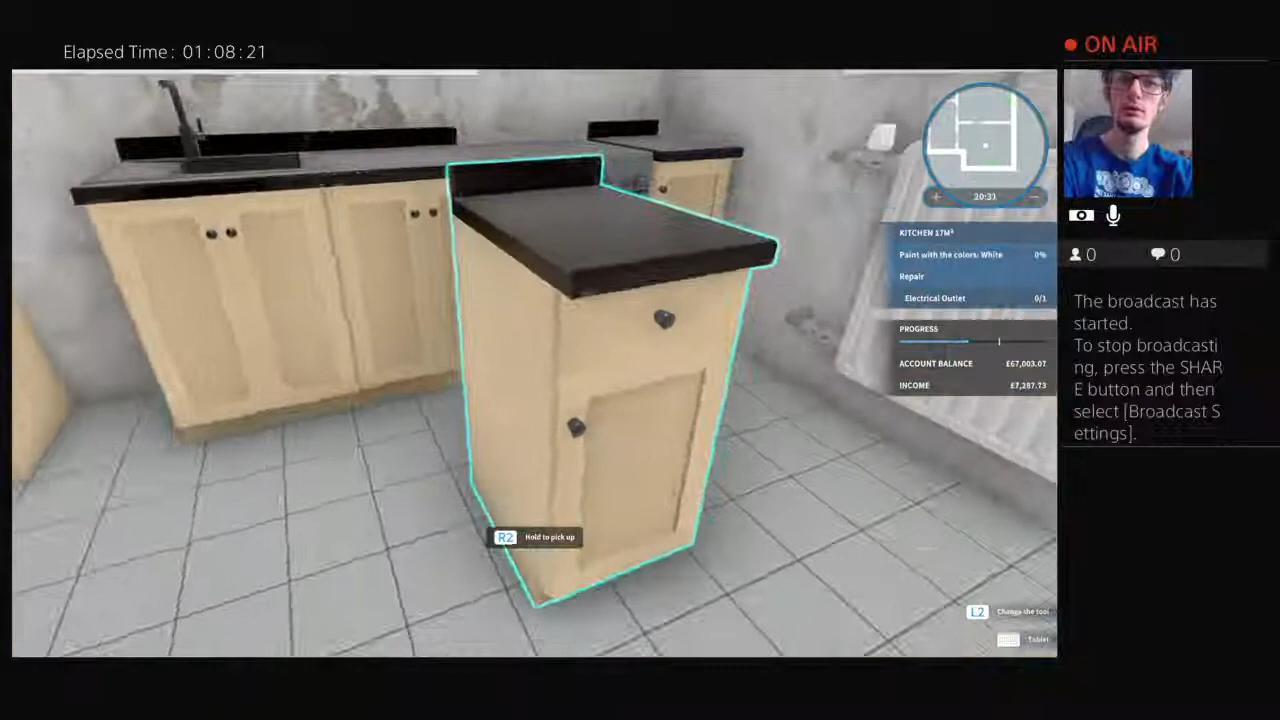 Elapsed Time: 01:08:21
ON AIR
20:31
KITCHEN 17M²
Paint with the colors: White 0%
Repair
Electrical Outlet 0/1
PROGRESS
ACCOUNT BALANCE £67,003.07
INCOME £7,287.73
0 0
The broadcast has
started.
To stop broadcasti
ng, press the SHAR
E button and then
select [Broadcast S
ettings].
R2 Hold to pick up
L2 Change the tool
Tablet